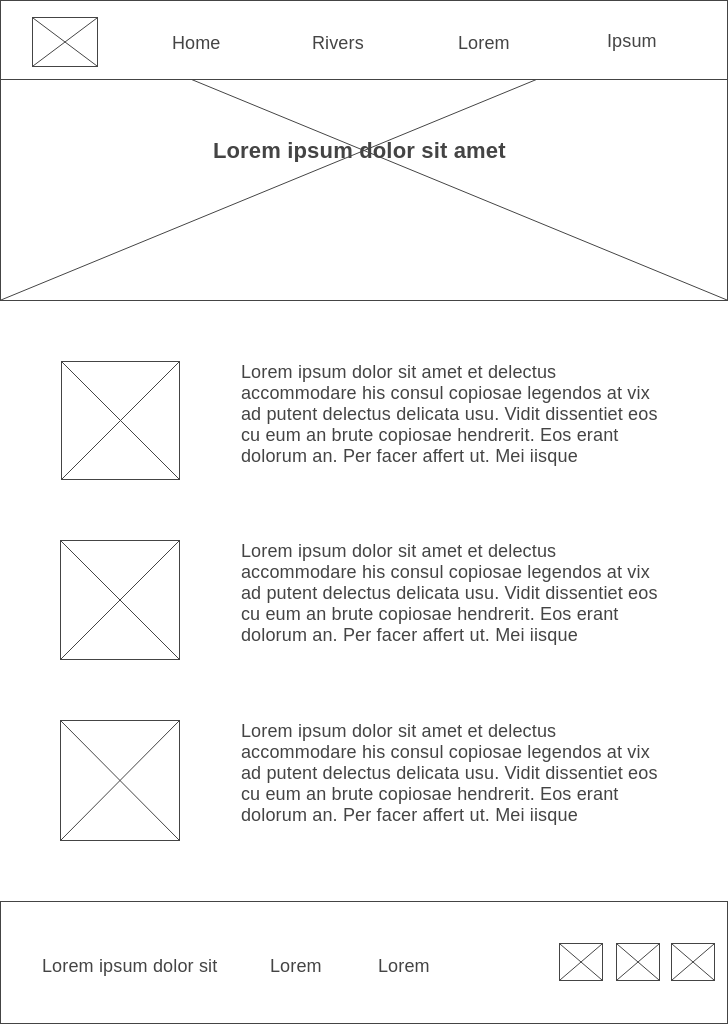 Home Rivers Lorem Ipsum
Lorem ipsum dolor sit amet
Lorem ipsum dolor sit amet et delectus
accommodare his consul copiosae legendos at vix
ad putent delectus delicata usu. Vidit dissentiet eos
cu eum an brute copiosae hendrerit. Eos erant
dolorum an. Per facer affert ut. Mei iisque
Lorem ipsum dolor sit amet et delectus
accommodare his consul copiosae legendos at vix
ad putent delectus delicata usu. Vidit dissentiet eos
cu eum an brute copiosae hendrerit. Eos erant
dolorum an. Per facer affert ut. Mei iisque
Lorem ipsum dolor sit amet et delectus
accommodare his consul copiosae legendos at vix
ad putent delectus delicata usu. Vidit dissentiet eos
cu eum an brute copiosae hendrerit. Eos erant
dolorum an. Per facer affert ut. Mei iisque
Lorem ipsum dolor sit Lorem Lorem